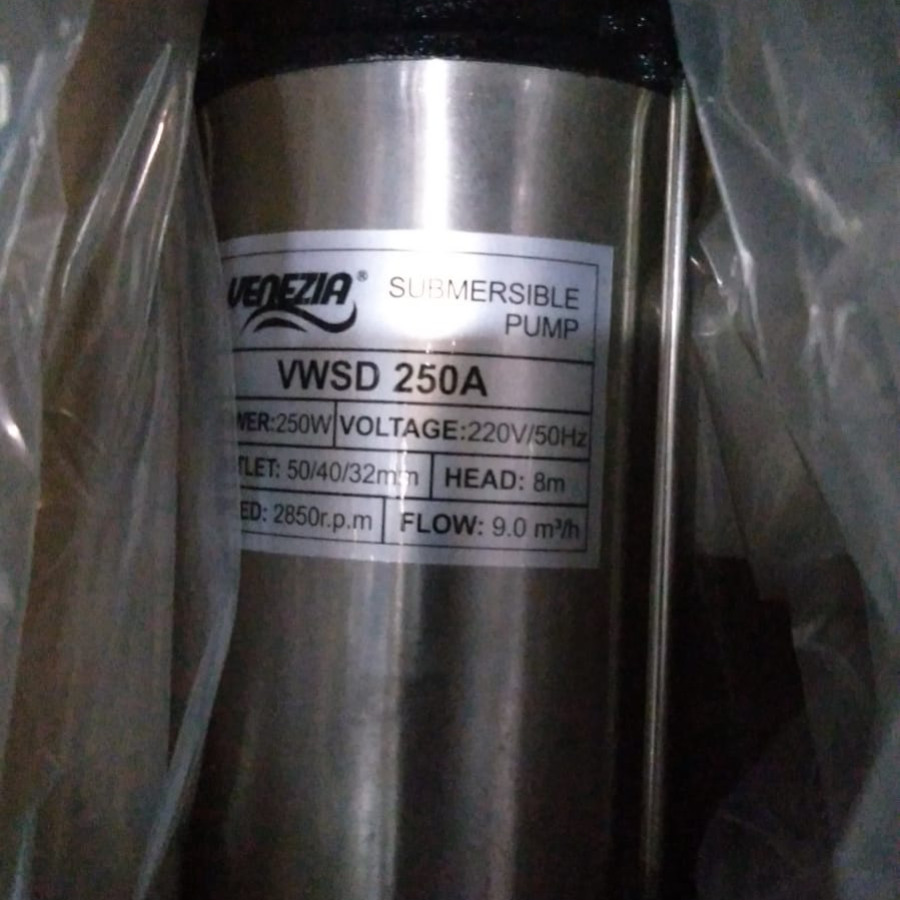 VENEZIA®
SUBMERSIBLE
PUMP
VWSD 250A
WER:250W VOLTAGE:220V/50Hz
TLET: 50/40/32mm HEAD: 8m
ED: 2850r.p.m FLOW: 9.0 m³/h